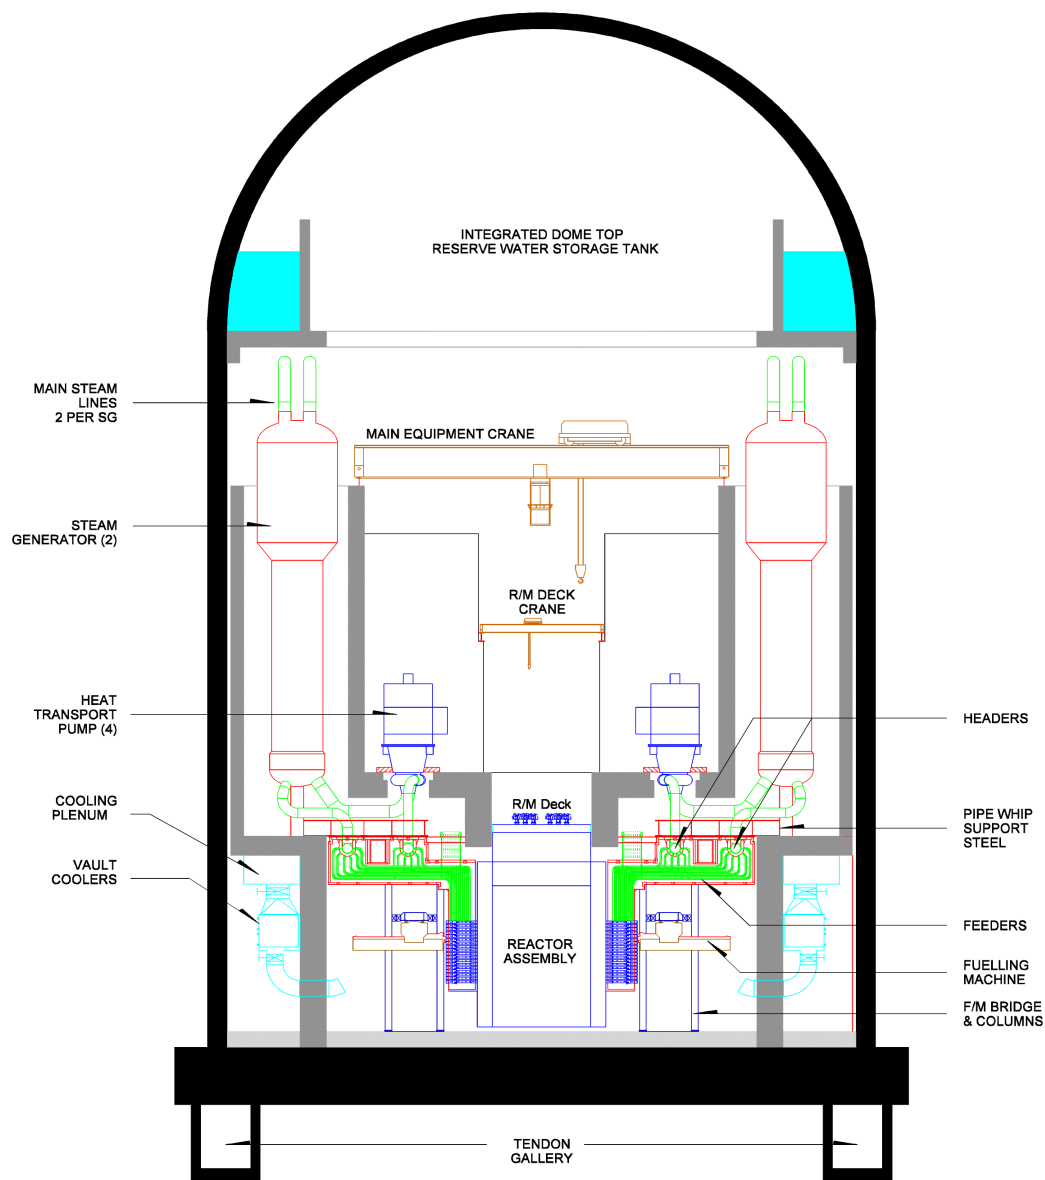 INTEGRATED DOME TOP
RESERVE WATER STORAGE TANK
MAIN STEAM
LINES
2 PER SG
MAIN EQUIPMENT CRANE
STEAM
GENERATOR (2)
R/M DECK
CRANE
HEAT
TRANSPORT
PUMP (4)
HEADERS
COOLING
PLENUM
R/M Deck
PIPE WHIP
SUPPORT
STEEL
VAULT
COOLERS
REACTOR
ASSEMBLY
FEEDERS
FUELLING
MACHINE
F/M BRIDGE
& COLUMNS
TENDON
GALLERY